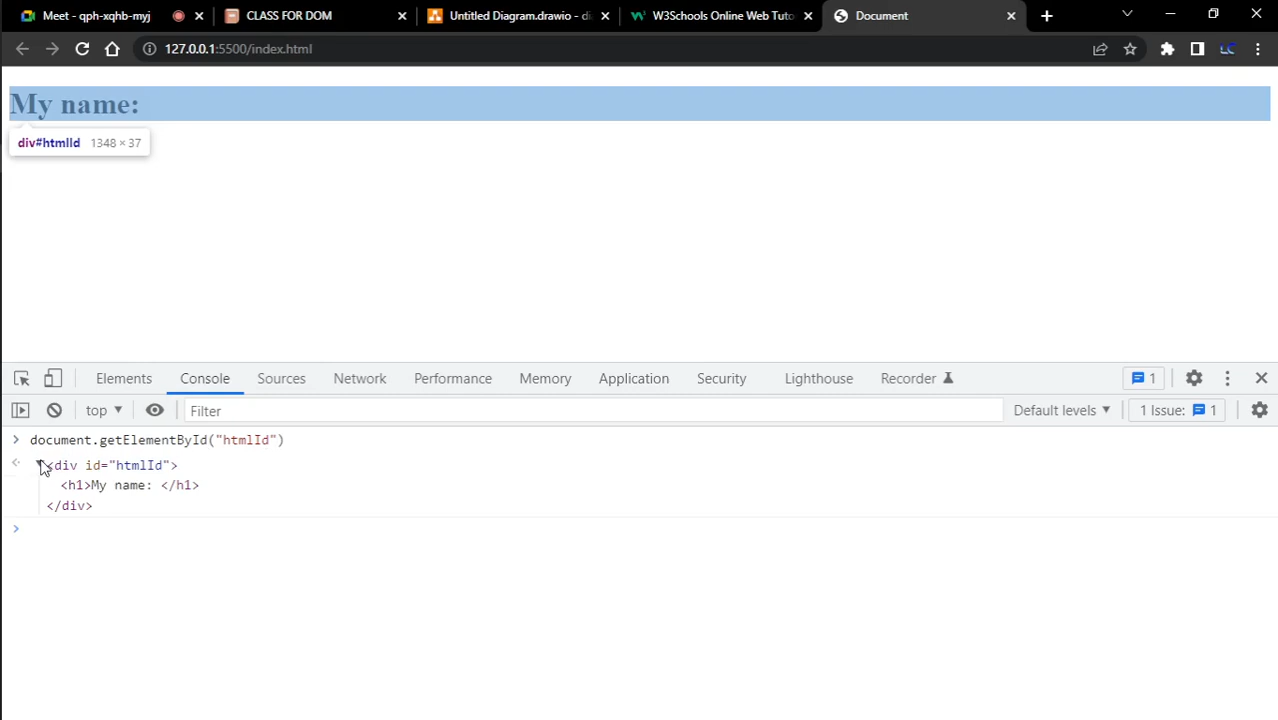 Meet - qph-xqhb-myj
CLASS FOR DOM
Untitled Diagram.drawio - di
W3Schools Online Web Tuto
Document
127.0.0.1:5500/index.html
My name:
div#htmlId 1348 × 37
Elements Console Sources Network Performance Memory Application Security Lighthouse Recorder 1
top Filter Default levels 1 Issue: 1
document.getElementById("htmlId")
<div id="htmlId">
<h1>My name: </h1>
</div>